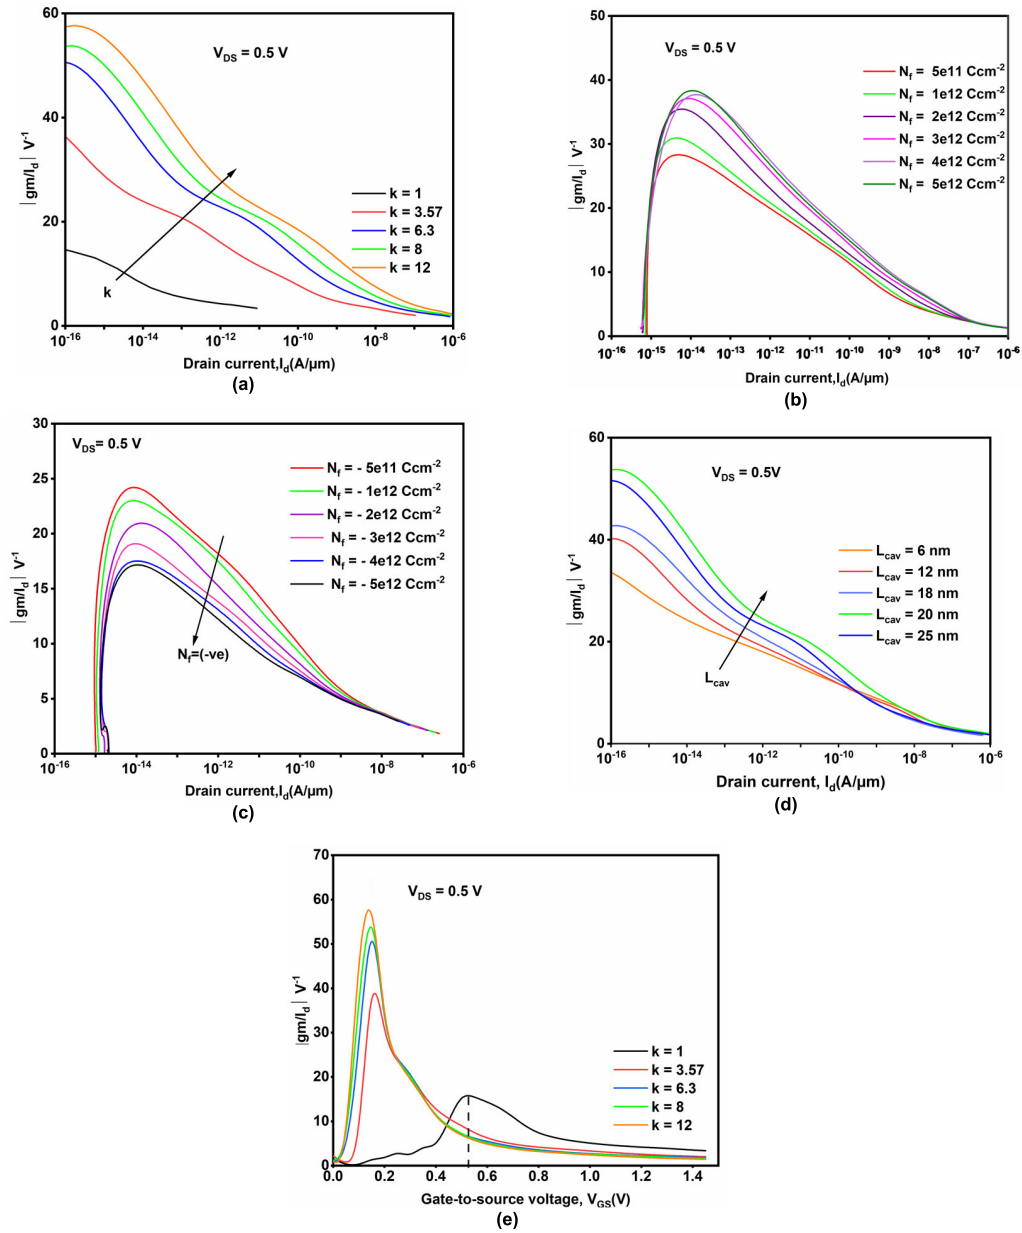 60
40
20
0
|gm/I_d| V⁻¹
V_DS = 0.5 V
k
k = 1
k = 3.57
k = 6.3
k = 8
k = 12
10⁻¹⁶ 10⁻¹⁴ 10⁻¹² 10⁻¹⁰ 10⁻⁸ 10⁻⁶
Drain current,I_d(A/µm)
(a)
50
40
30
20
10
0
|gm/I_d| V⁻¹
V_DS = 0.5 V
N_f = 5e11 Ccm⁻²
N_f = 1e12 Ccm⁻²
N_f = 2e12 Ccm⁻²
N_f = 3e12 Ccm⁻²
N_f = 4e12 Ccm⁻²
N_f = 5e12 Ccm⁻²
10⁻¹⁶ 10⁻¹⁵ 10⁻¹⁴ 10⁻¹³ 10⁻¹² 10⁻¹¹ 10⁻¹⁰ 10⁻⁹ 10⁻⁸ 10⁻⁷ 10⁻⁶
Drain current,I_d(A/µm)
(b)
30
25
20
15
10
5
0
|gm/I_d| V⁻¹
V_DS= 0.5 V
N_f = - 5e11 Ccm⁻²
N_f = - 1e12 Ccm⁻²
N_f = - 2e12 Ccm⁻²
N_f = - 3e12 Ccm⁻²
N_f = - 4e12 Ccm⁻²
N_f = - 5e12 Ccm⁻²
N_f=(-ve)
10⁻¹⁶ 10⁻¹⁴ 10⁻¹² 10⁻¹⁰ 10⁻⁸ 10⁻⁶
Drain current,I_d(A/µm)
(c)
60
40
20
0
|gm/I_d| V⁻¹
V_DS = 0.5V
L_cav = 6 nm
L_cav = 12 nm
L_cav = 18 nm
L_cav = 20 nm
L_cav = 25 nm
L_cav
10⁻¹⁶ 10⁻¹⁴ 10⁻¹² 10⁻¹⁰ 10⁻⁸ 10⁻⁶
Drain current, I_d(A/µm)
(d)
70
60
50
40
30
20
10
0
|gm/I_d| V⁻¹
V_DS = 0.5 V
k = 1
k = 3.57
k = 6.3
k = 8
k = 12
0.0 0.2 0.4 0.6 0.8 1.0 1.2 1.4
Gate-to-source voltage, V_GS(V)
(e)